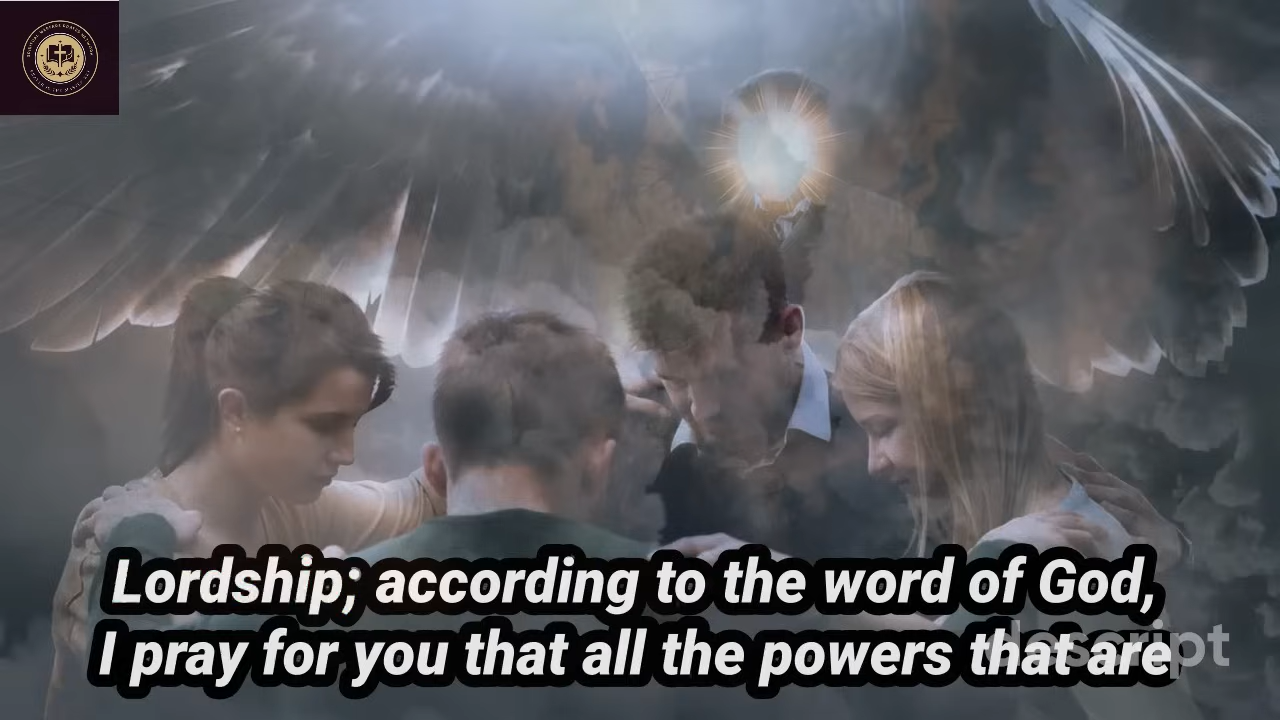 Lordship; according to the word of God,
I pray for you that all the powers that are
descript